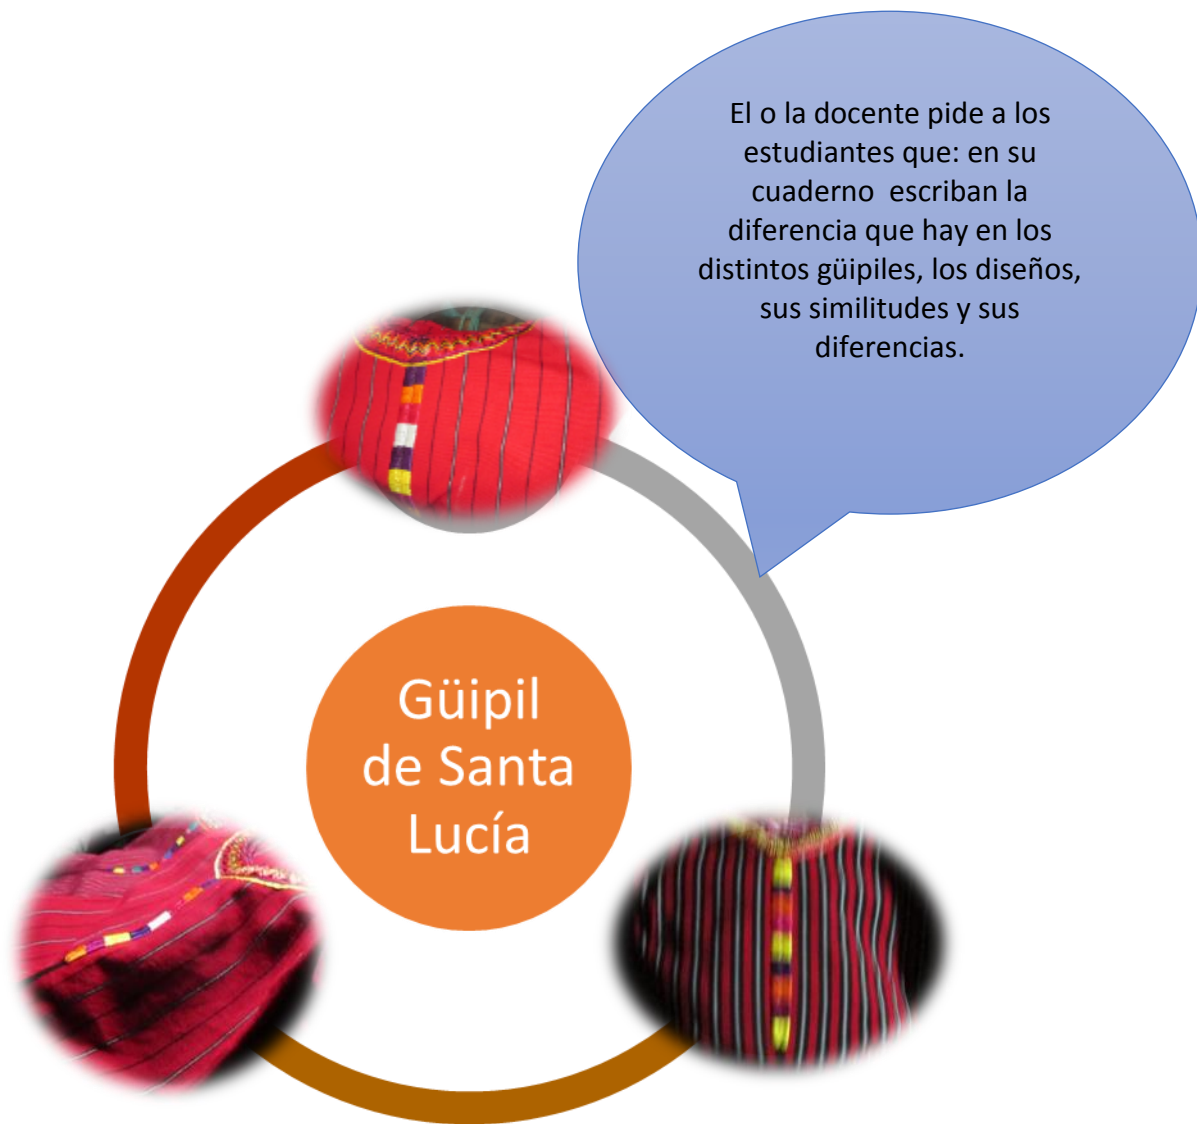 El o la docente pide a los
estudiantes que: en su
cuaderno  escriban la
diferencia que hay en los
distintos güipiles, los diseños,
sus similitudes y sus
diferencias.
Güipil
de Santa
Lucía